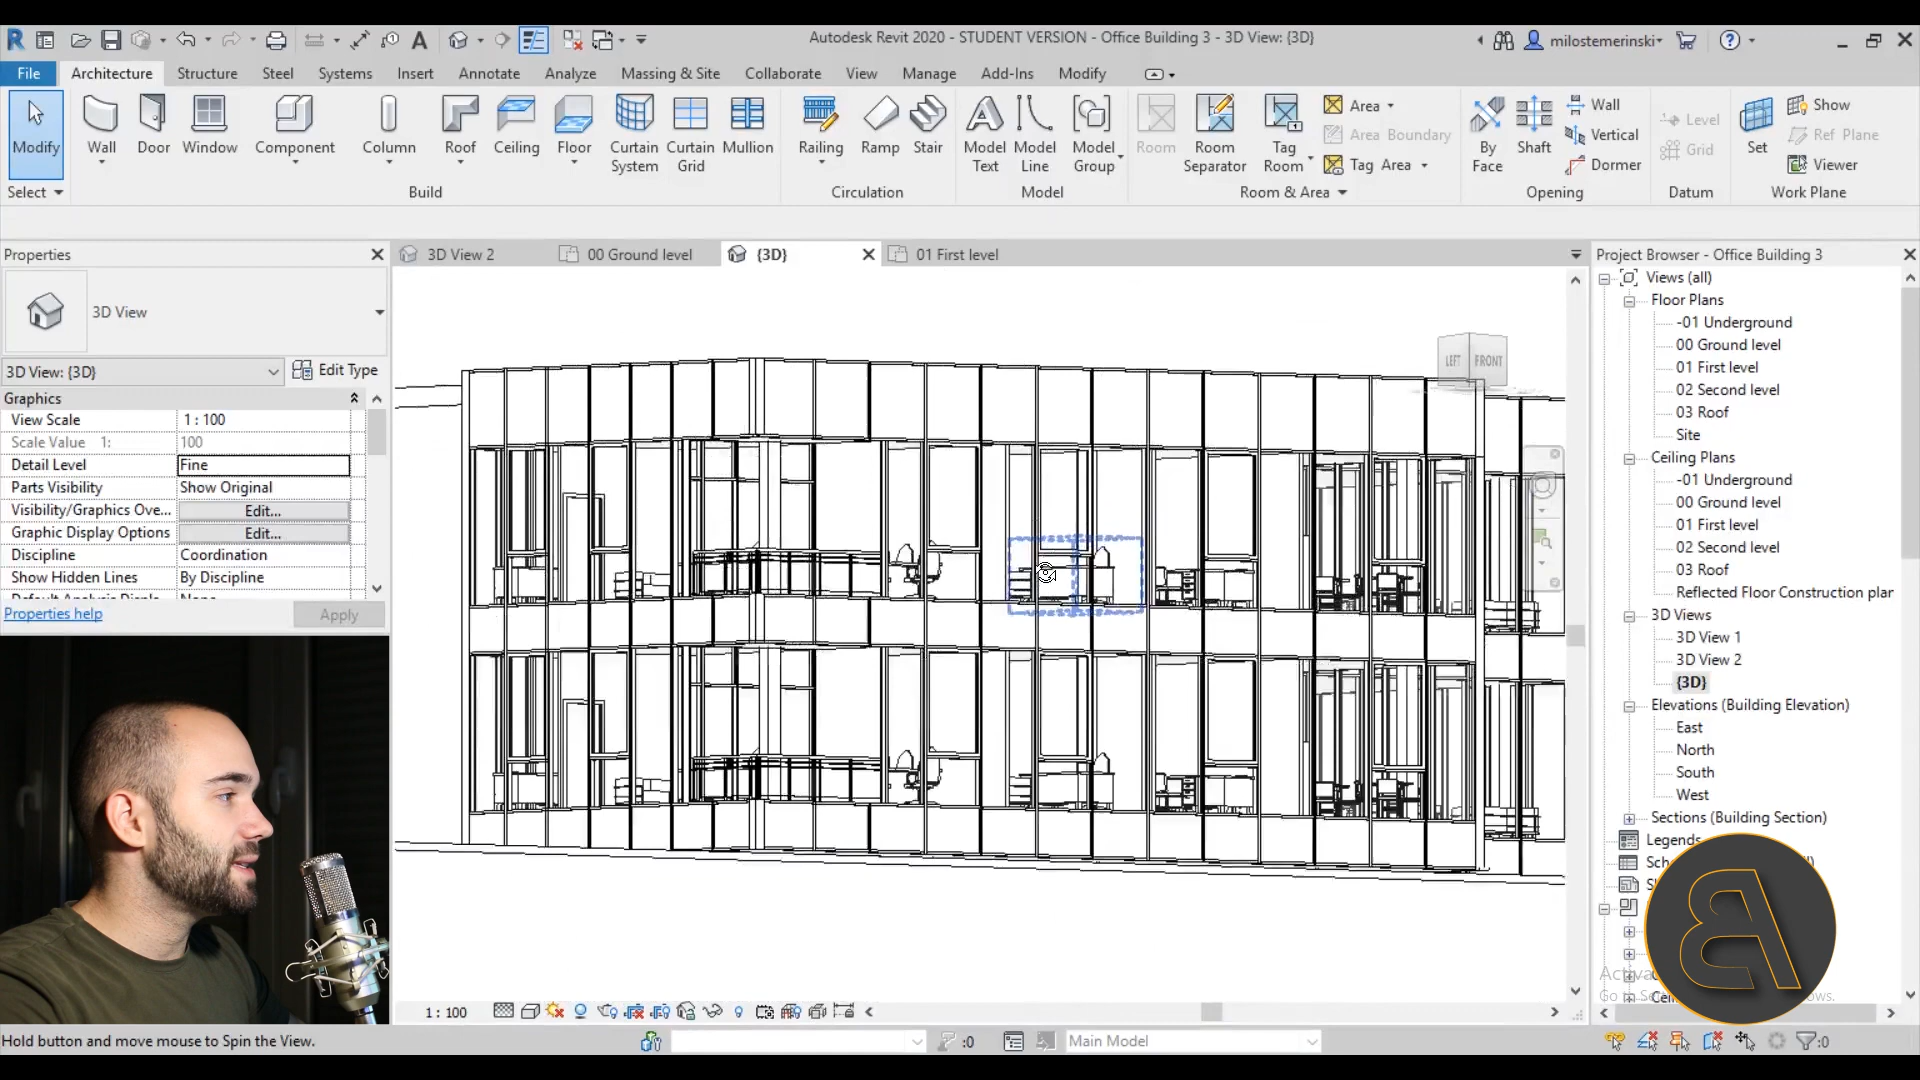 Autodesk Revit 2020 - STUDENT VERSION - Office Building 3 - 3D View: {3D}
milostemerinski
File Architecture Structure Steel Systems Insert Annotate Analyze Massing & Site Collaborate View Manage Add-Ins Modify
Modify
Wall
Door
Window
Component
Column
Roof
Ceiling
Floor
Curtain System
Curtain Grid
Mullion
Railing
Ramp
Stair
Model Text
Model Line
Model Group
Room
Room Separator
Tag Room
Area
Area Boundary
Tag Area
By Face
Shaft
Wall
Vertical
Dormer
Level
Grid
Set
Show
Ref Plane
Viewer
Select Build Circulation Model Room & Area Opening Datum Work Plane
Properties
3D View 2
00 Ground level
{3D}
01 First level
Project Browser - Office Building 3
3D View
3D View: {3D}
Edit Type
Graphics
View Scale 1 : 100
Scale Value 1: 100
Detail Level Fine
Parts Visibility Show Original
Visibility/Graphics Ove... Edit...
Graphic Display Options Edit...
Discipline Coordination
Show Hidden Lines By Discipline
Properties help
Apply
LEFT FRONT
Views (all)
Floor Plans
-01 Underground
00 Ground level
01 First level
02 Second level
03 Roof
Site
Ceiling Plans
-01 Underground
00 Ground level
01 First level
02 Second level
03 Roof
Reflected Floor Construction plan
3D Views
3D View 1
3D View 2
{3D}
Elevations (Building Elevation)
East
North
South
West
Sections (Building Section)
Legends
1 : 100
Hold button and move mouse to Spin the View.
:0
Main Model
:0